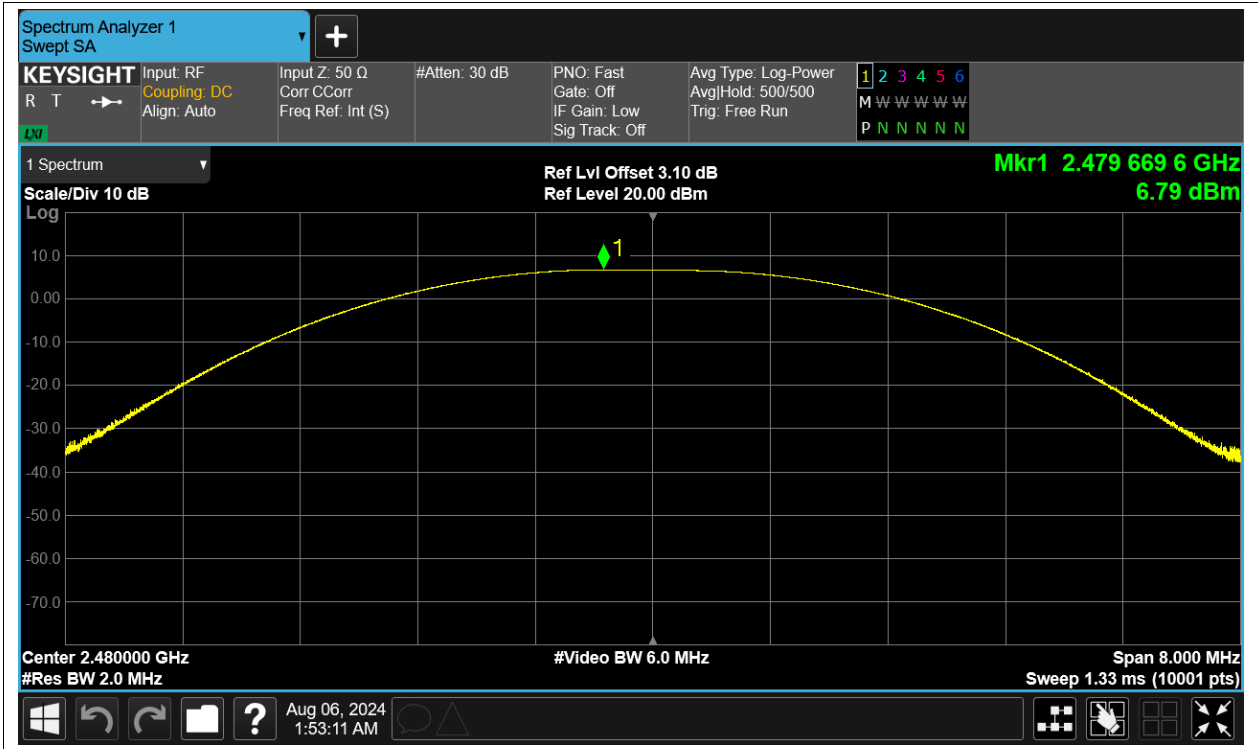 Spectrum Analyzer 1
Swept SA
KEYSIGHT
R T
LXI
Input: RF
Coupling: DC
Align: Auto
Input Z: 50 Ω
Corr CCorr
Freq Ref: Int (S)
#Atten: 30 dB
PNO: Fast
Gate: Off
IF Gain: Low
Sig Track: Off
Avg Type: Log-Power
Avg|Hold: 500/500
Trig: Free Run
1 2 3 4 5 6
M W W W W W
P N N N N N
1 Spectrum
Scale/Div 10 dB
Log
Ref Lvl Offset 3.10 dB
Ref Level 20.00 dBm
Mkr1 2.479 669 6 GHz
6.79 dBm
1
10.0
0.00
-10.0
-20.0
-30.0
-40.0
-50.0
-60.0
-70.0
Center 2.480000 GHz
#Res BW 2.0 MHz
#Video BW 6.0 MHz
Span 8.000 MHz
Sweep 1.33 ms (10001 pts)
?
Aug 06, 2024
1:53:11 AM